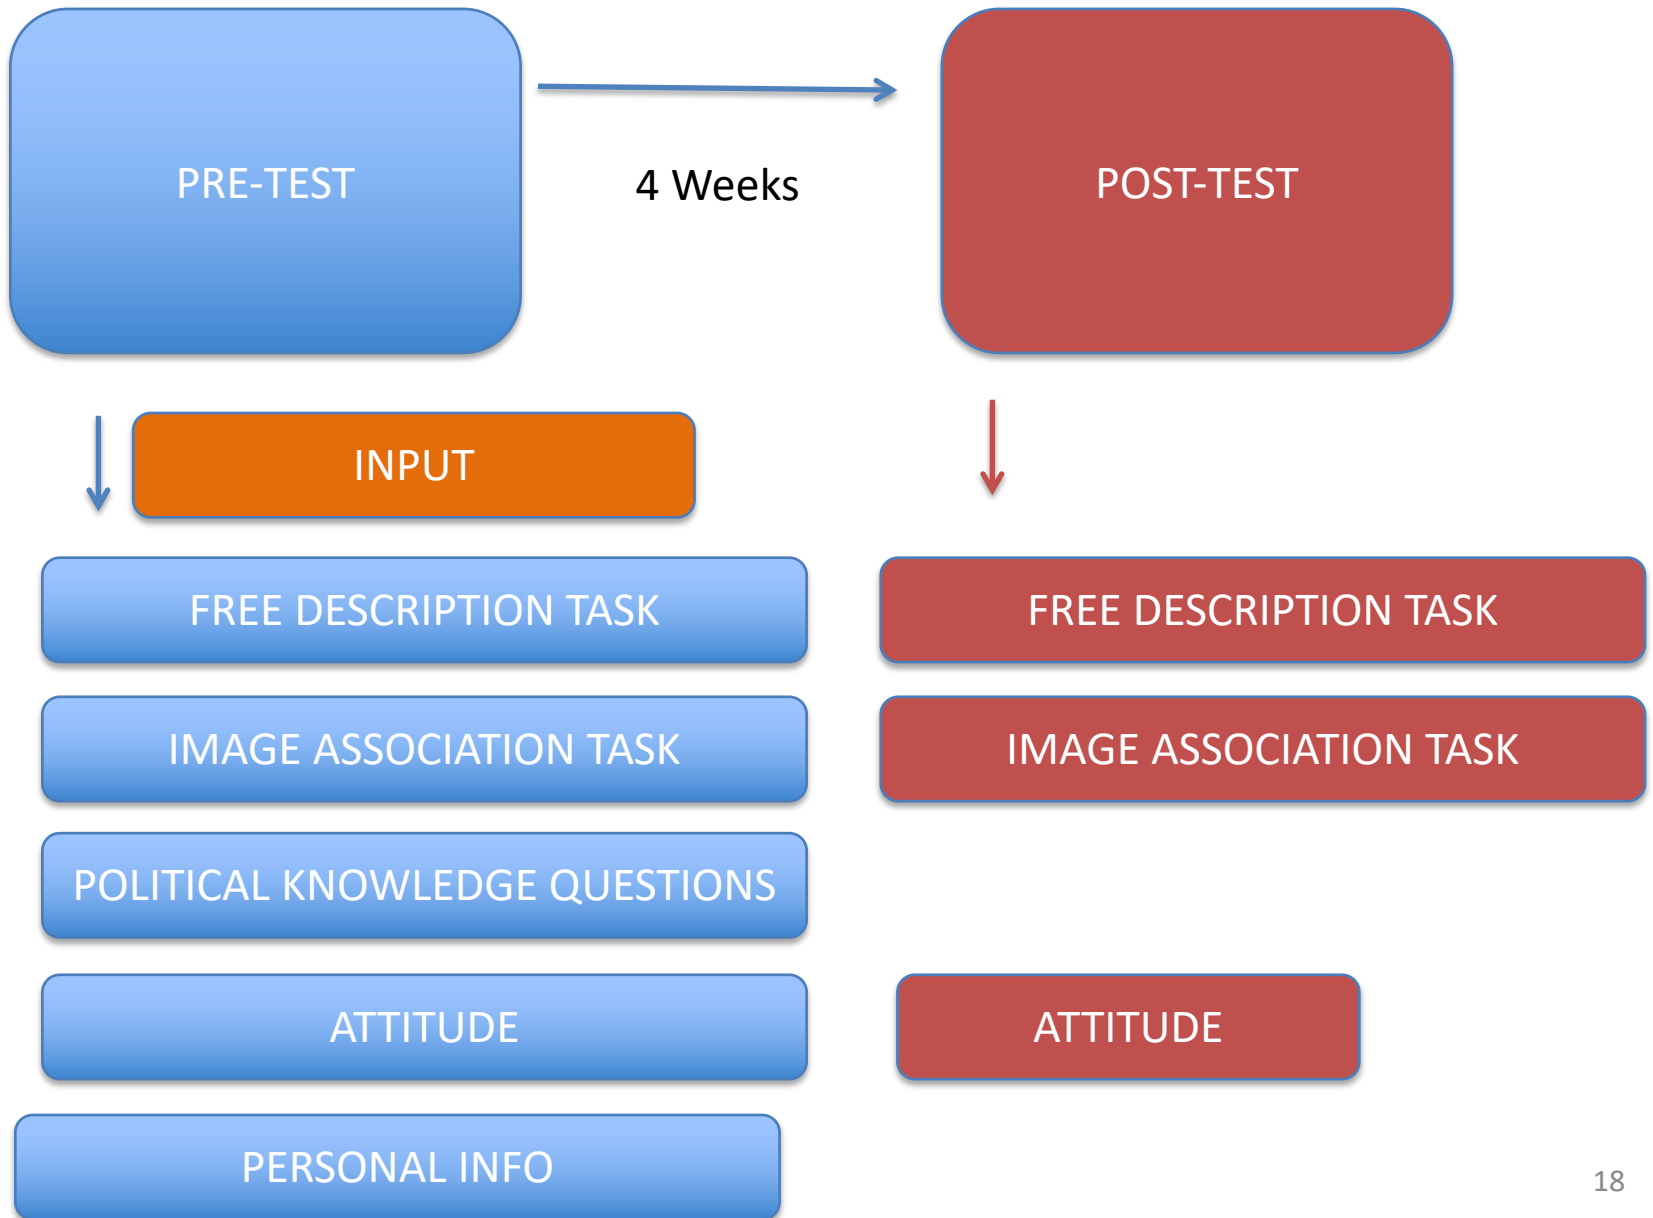 PRE-TEST
4 Weeks
POST-TEST
INPUT
FREE DESCRIPTION TASK
FREE DESCRIPTION TASK
IMAGE ASSOCIATION TASK
IMAGE ASSOCIATION TASK
POLITICAL KNOWLEDGE QUESTIONS
ATTITUDE
ATTITUDE
PERSONAL INFO
18